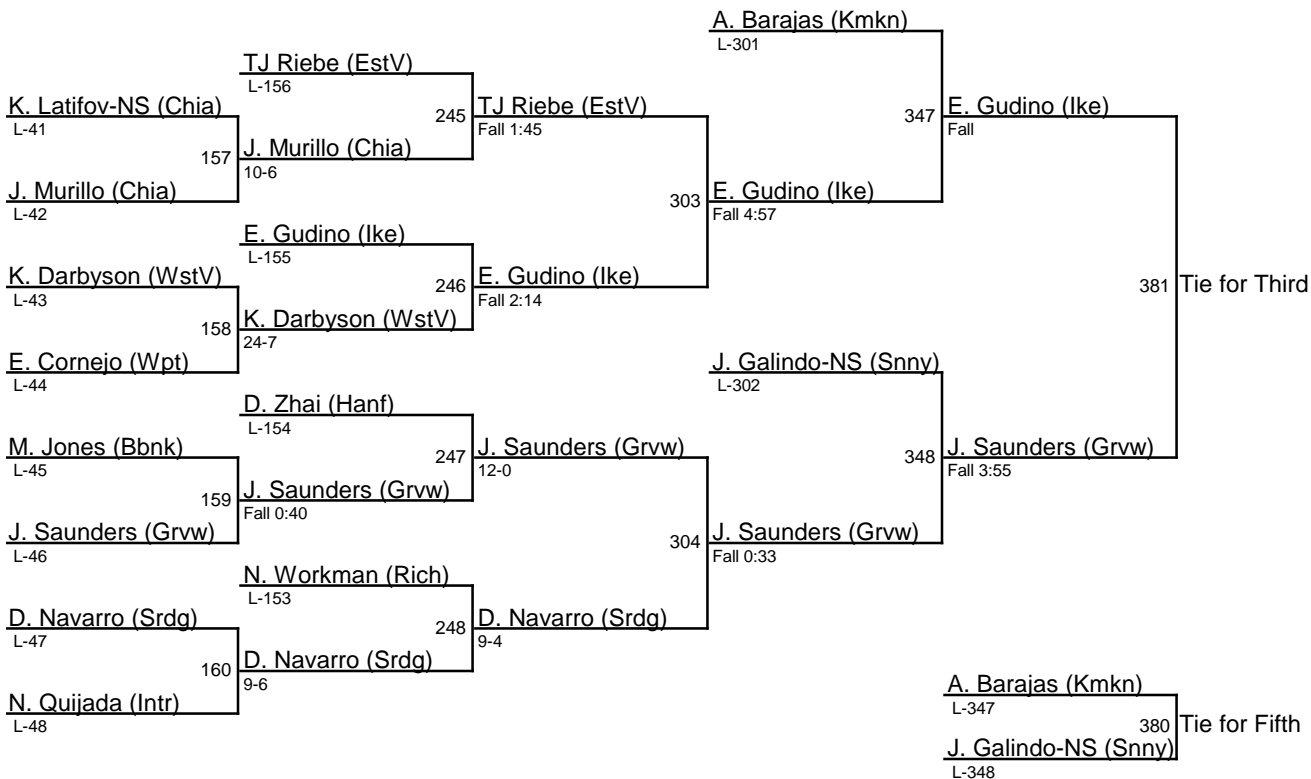 A. Barajas (Kmkn)
L-301
TJ Riebe (EstV)
L-156
K. Latifov-NS (Chia)
L-41
245
TJ Riebe (EstV)
Fall 1:45
347
E. Gudino (Ike)
Fall
157
J. Murillo (Chia)
10-6
J. Murillo (Chia)
L-42
303
E. Gudino (Ike)
Fall 4:57
E. Gudino (Ike)
L-155
K. Darbyson (WstV)
L-43
246
E. Gudino (Ike)
Fall 2:14
381
Tie for Third
158
K. Darbyson (WstV)
24-7
E. Cornejo (Wpt)
L-44
J. Galindo-NS (Snny)
L-302
D. Zhai (Hanf)
L-154
M. Jones (Bbnk)
L-45
247
J. Saunders (Grvw)
12-0
348
J. Saunders (Grvw)
Fall 3:55
159
J. Saunders (Grvw)
Fall 0:40
J. Saunders (Grvw)
L-46
304
J. Saunders (Grvw)
Fall 0:33
N. Workman (Rich)
L-153
D. Navarro (Srdg)
L-47
248
D. Navarro (Srdg)
9-4
160
D. Navarro (Srdg)
9-6
N. Quijada (Intr)
L-48
A. Barajas (Kmkn)
L-347
380
Tie for Fifth
J. Galindo-NS (Snny)
L-348